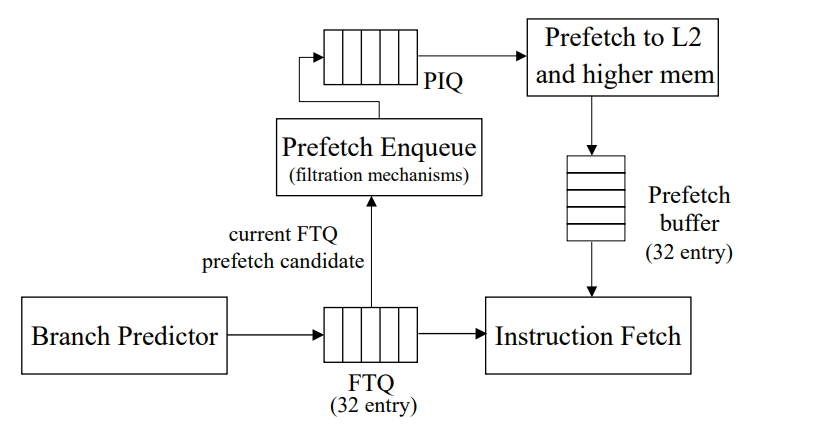 Prefetch to L2
and higher mem
PIQ
Prefetch Enqueue
(filtration mechanisms)
Prefetch
buffer
(32 entry)
current FTQ
prefetch candidate
Branch Predictor
Instruction Fetch
FTQ
(32 entry)